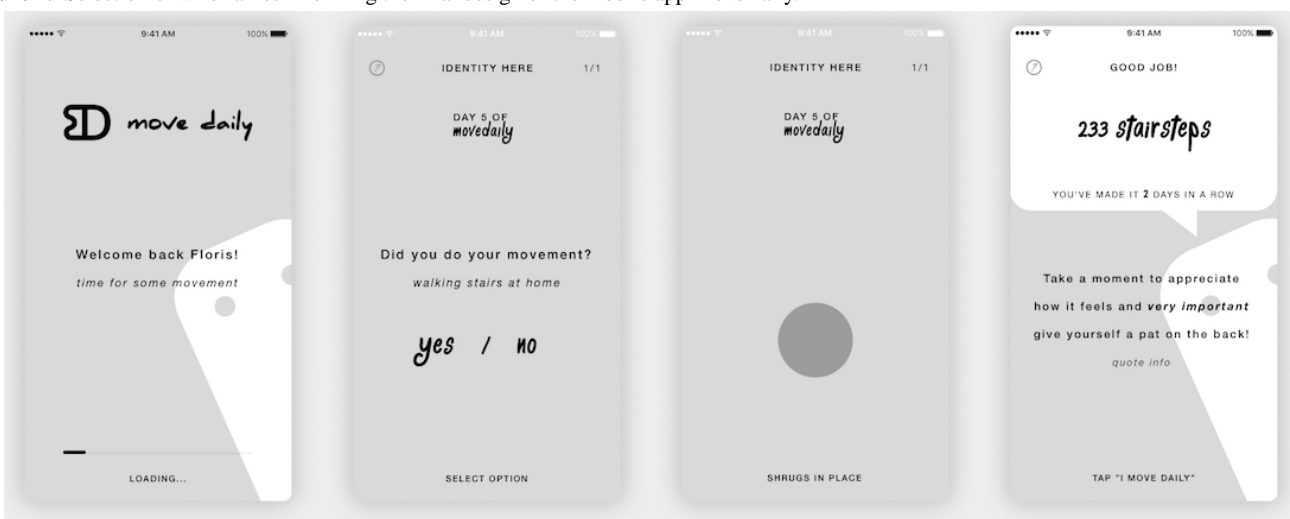 9:41 AM 100%
move daily
Welcome back Floris!
time for some movement
LOADING...
9:41 AM 100%
IDENTITY HERE 1/1
DAY 5 OF
movedaily
Did you do your movement?
walking stairs at home
yes / no
SELECT OPTION
9:41 AM 100%
IDENTITY HERE 1/1
DAY 5 OF
movedaily
SHRUGS IN PLACE
9:41 AM 100%
? GOOD JOB!
233 stairsteps
YOU'VE MADE IT 2 DAYS IN A ROW
Take a moment to appreciate
how it feels and very important
give yourself a pat on the back!
quote info
TAP "I MOVE DAILY"